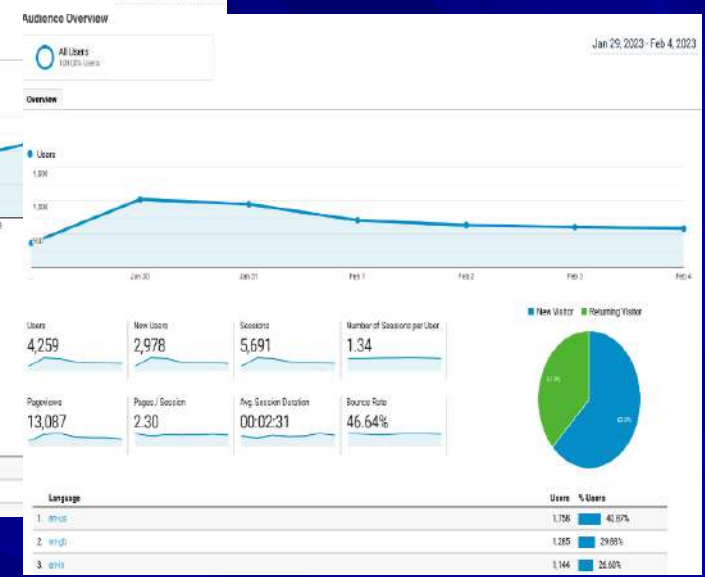 Audience Overview
Jan 29, 2023 - Feb 4, 2023
All Users
100.00% Users
Overview
Users
1,500
1,000
500
Jan 30
Jan 31
Feb 1
Feb 2
Feb 3
Feb 4
New Visitor
Returning Visitor
Users
4,259
New Users
2,978
Sessions
5,691
Number of Sessions per User
1.34
Pageviews
13,087
Pages / Session
2.30
Avg. Session Duration
00:02:31
Bounce Rate
46.64%
Language
Users
% Users
1. en-us
1,758
40.87%
2. en-gb
1,285
29.88%
3.
1,144
26.60%